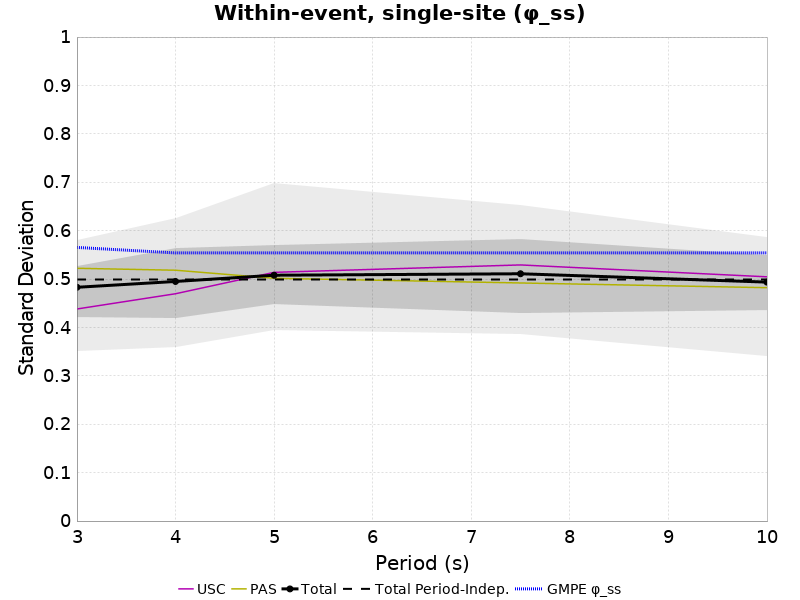 Within-event, single-site (φ_ss)
1
0.9
0.8
0.7
0.6
0.5
0.4
0.3
0.2
0.1
0
Standard Deviation
3 4 5 6 7 8 9 10
Period (s)
USC PAS Total Total Period-Indep. GMPE φ_ss